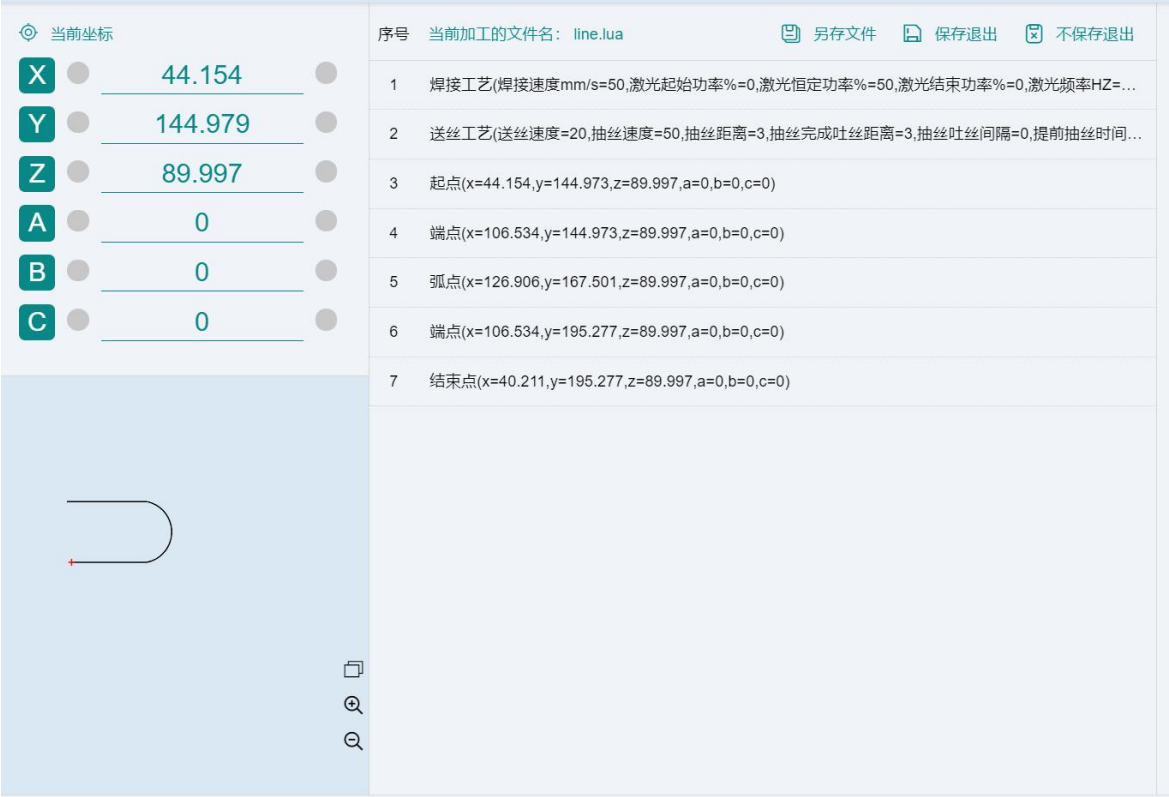 当前坐标
X 44.154
Y 144.979
Z 89.997
A 0
B 0
C 0
序号 当前加工的文件名： line.lua 另存文件 保存退出 不保存退出
1 焊接工艺(焊接速度mm/s=50,激光起始功率%=0,激光恒定功率%=50,激光结束功率%=0,激光频率HZ=...
2 送丝工艺(送丝速度=20,抽丝速度=50,抽丝距离=3,抽丝完成吐丝距离=3,抽丝吐丝间隔=0,提前抽丝时间...
3 起点(x=44.154,y=144.973,z=89.997,a=0,b=0,c=0)
4 端点(x=106.534,y=144.973,z=89.997,a=0,b=0,c=0)
5 弧点(x=126.906,y=167.501,z=89.997,a=0,b=0,c=0)
6 端点(x=106.534,y=195.277,z=89.997,a=0,b=0,c=0)
7 结束点(x=40.211,y=195.277,z=89.997,a=0,b=0,c=0)